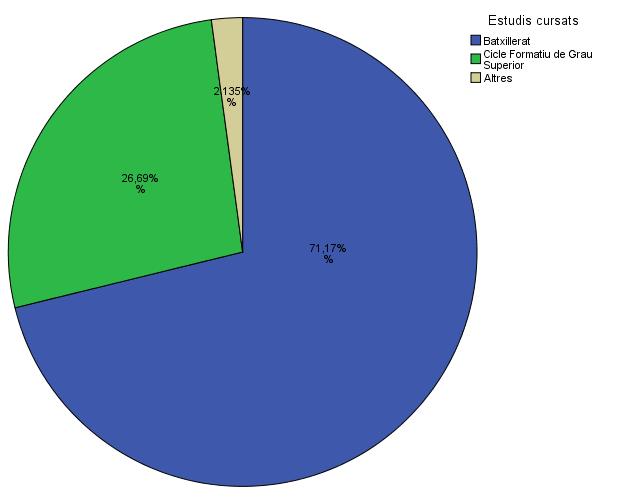 Estudis cursats
Batxillerat
Cicle Formatiu de Grau
Superior
Altres
2,135%
%
26,69%
%
71,17%
%